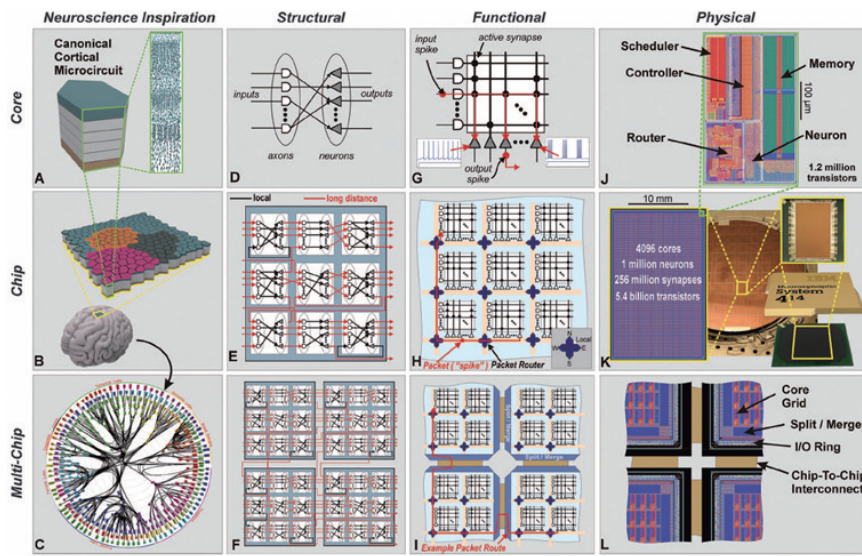 Neuroscience Inspiration
Structural
Functional
Physical
Core
Canonical
Cortical
Microcircuit
A
inputs
outputs
axons
neurons
D
input
spike
active synapse
output
spike
G
Scheduler
Controller
Memory
100 μm
Router
Neuron
1.2 million
transistors
J
Chip
B
local
long distance
E
N
W
Local
E
S
Packet ("spike")
Packet Router
H
10 mm
4096 cores
1 million neurons
256 million synapses
5.4 billion transistors
System
K
Multi-Chip
C
F
Split / Merge
Split / Merge
Example Packet Route
I
Core
Grid
Split / Merge
I/O Ring
Chip-To-Chip
Interconnect
L